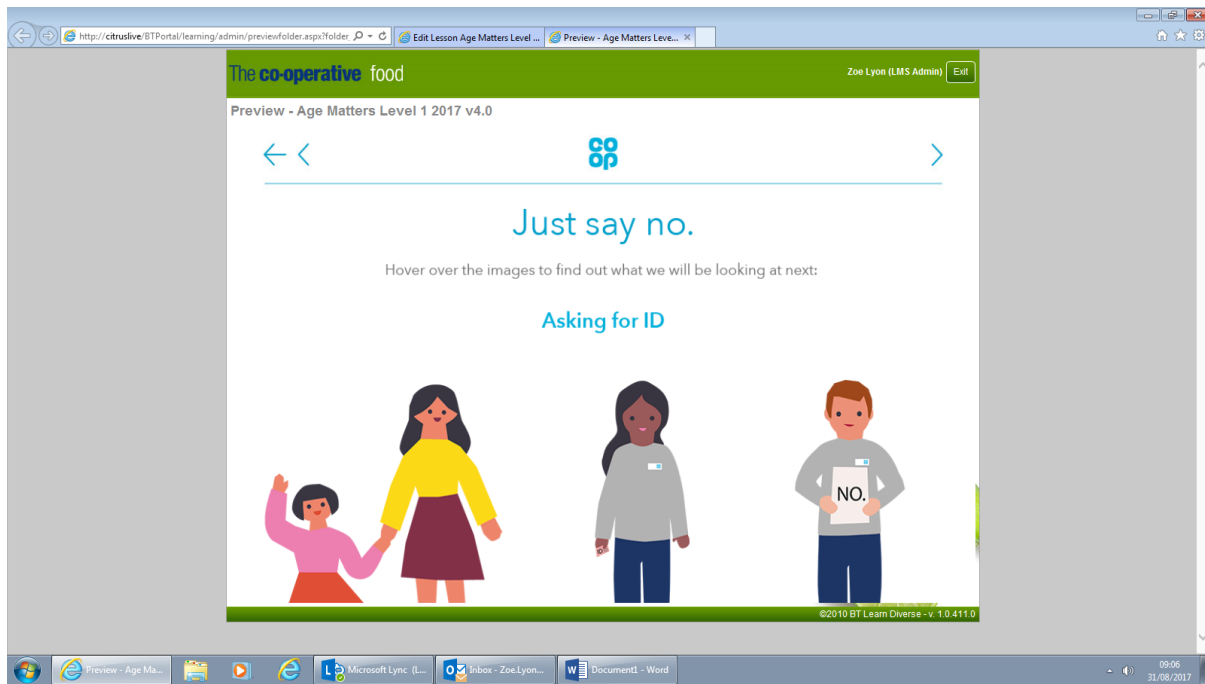 http://citruslive/BTPortal/learning/admin/previewfolder.aspx?folder
Edit Lesson Age Matters Level ...
Preview - Age Matters Leve...
The co-operative food
Zoe Lyon (LMS Admin)
Exit
Preview - Age Matters Level 1 2017 v4.0
co
op
Just say no.
Hover over the images to find out what we will be looking at next:
Asking for ID
NO.
©2010 BT Learn Diverse - v. 1.0.411.0
Preview - Age Ma...
Microsoft Lync (L...
Inbox - Zoe.Lyon...
Document1 - Word
09:06
31/08/2017